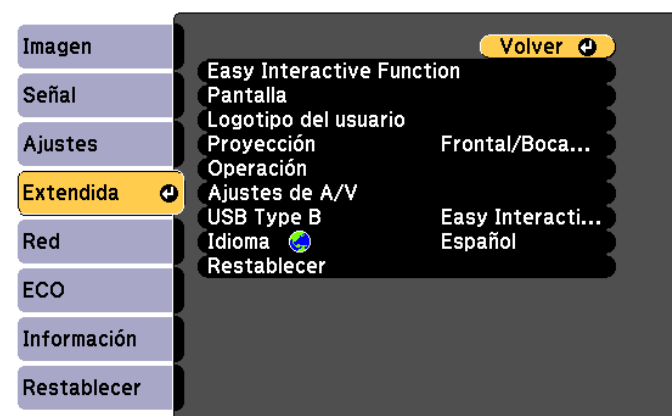 Imagen
Señal
Ajustes
Extendida
Red
ECO
Información
Restablecer
Volver
Easy Interactive Function
Pantalla
Logotipo del usuario
Proyección Frontal/Boca...
Operación
Ajustes de A/V
USB Type B Easy Interacti...
Idioma Español
Restablecer